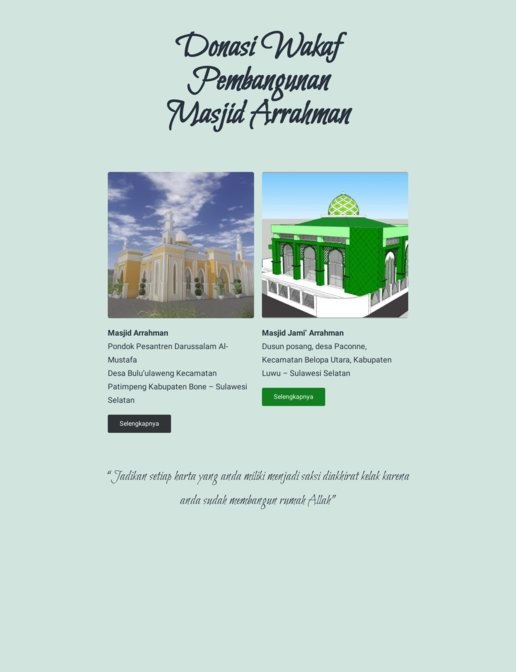 Donasi Wakaf
Pembangunan
Masjid Arrahman
Masjid Arrahman
Pondok Pesantren Darussalam Al-
Mustafa
Desa Bulu'ulaweng Kecamatan
Patimpeng Kabupaten Bone – Sulawesi
Selatan
Selengkapnya
Masjid Jami' Arrahman
Dusun posang, desa Paconne,
Kecamatan Belopa Utara, Kabupaten
Luwu – Sulawesi Selatan
Selengkapnya
“ Jadikan setiap harta yang anda miliki menjadi saksi diakhirat kelak karena
anda sudah membangun rumah Allah”